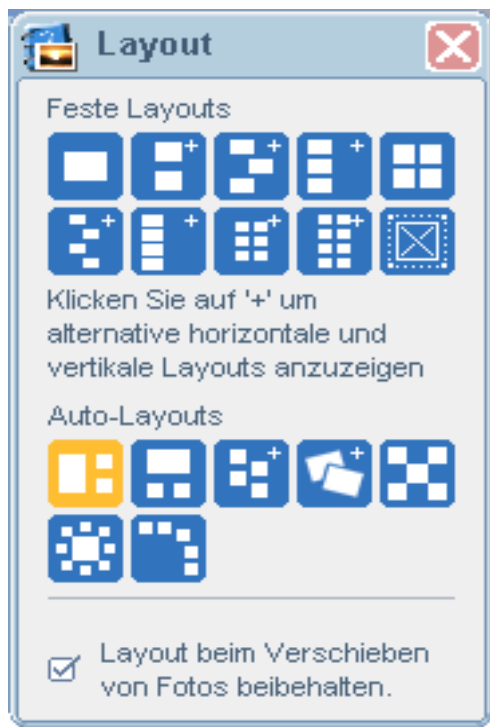 Layout
Feste Layouts
Klicken Sie auf '+' um
alternative horizontale und
vertikale Layouts anzuzeigen
Auto-Layouts
Layout beim Verschieben
von Fotos beibehalten.